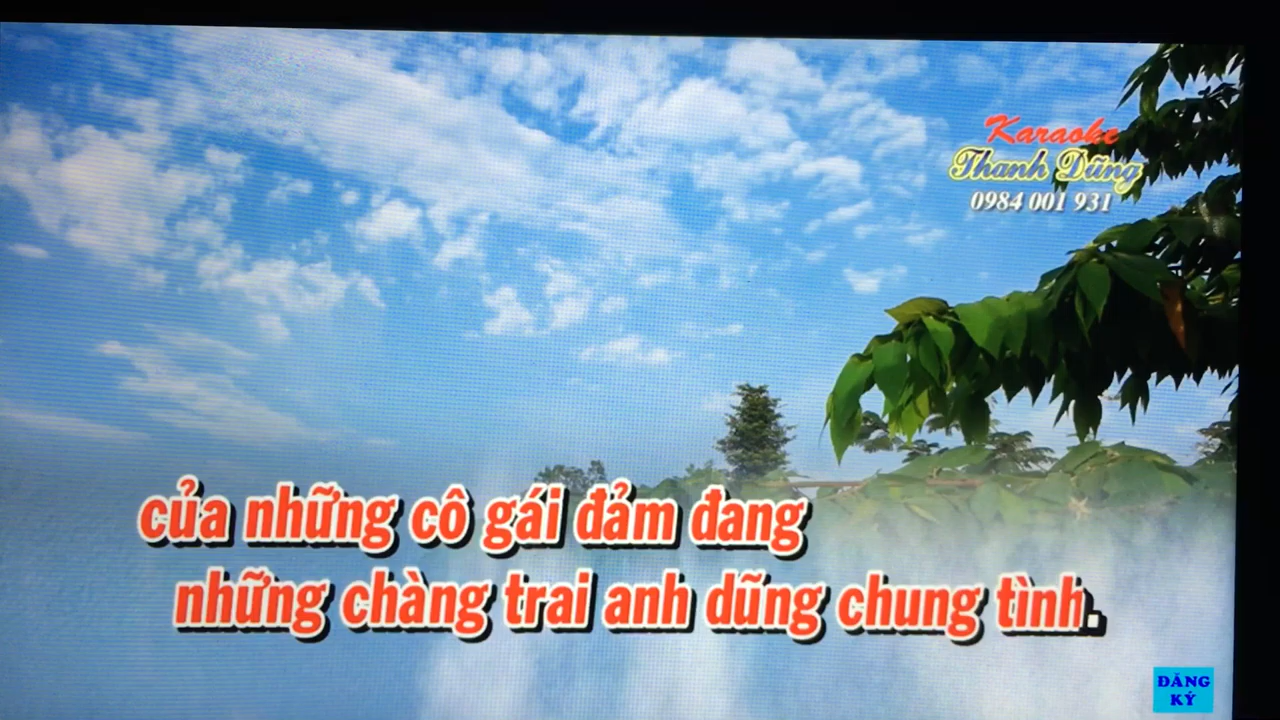 Karaoke
Thanh Dũng
0984 001 931
của những cô gái đảm đang
những chàng trai anh dũng chung tình.
ĐĂNG
KÝ